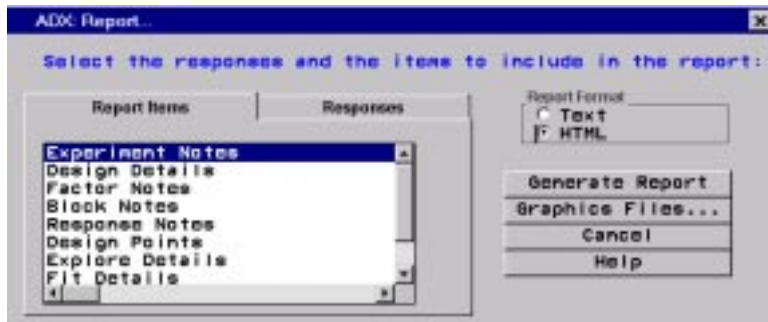 ADX: Report...
Select the responses and the items to include in the report:
Report Items
Responses
Experiment Notes
Design Details
Factor Notes
Block Notes
Response Notes
Design Points
Explore Details
Fit Details
Report Format
Text
HTML
Generate Report
Graphics Files...
Cancel
Help